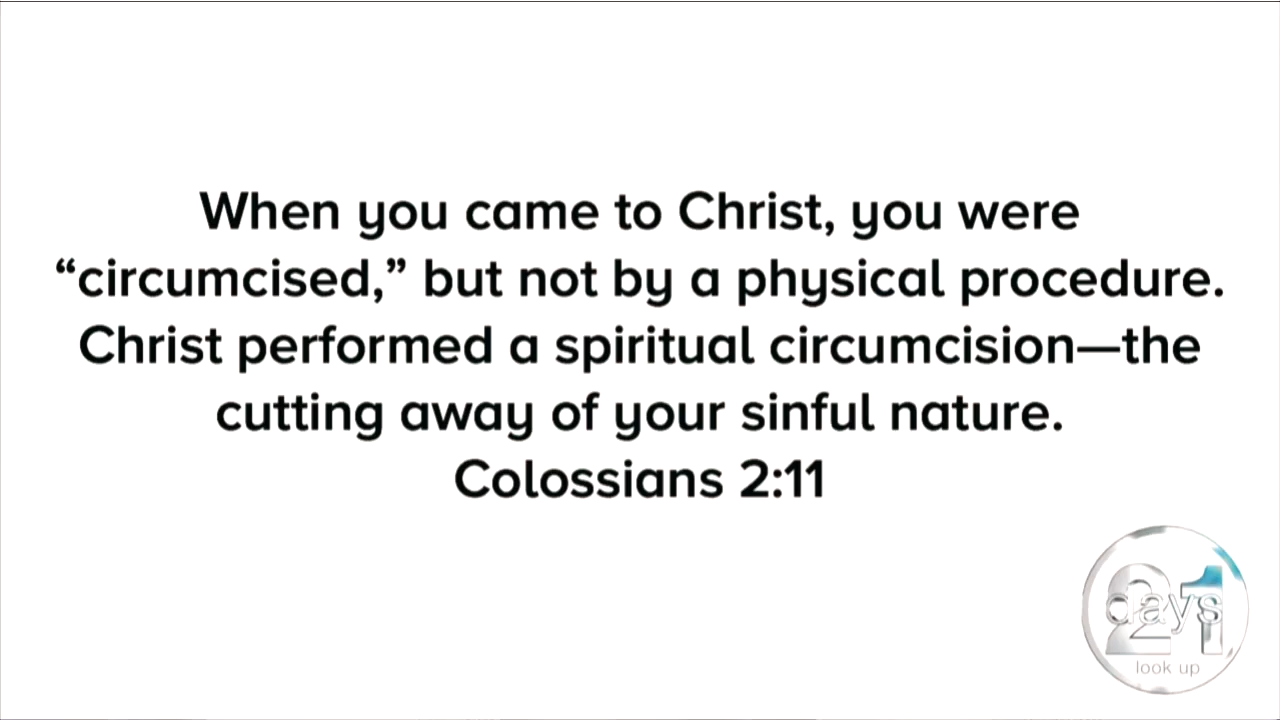 When you came to Christ, you were
“circumcised,” but not by a physical procedure.
Christ performed a spiritual circumcision—the
cutting away of your sinful nature.
Colossians 2:11
21
days
look up